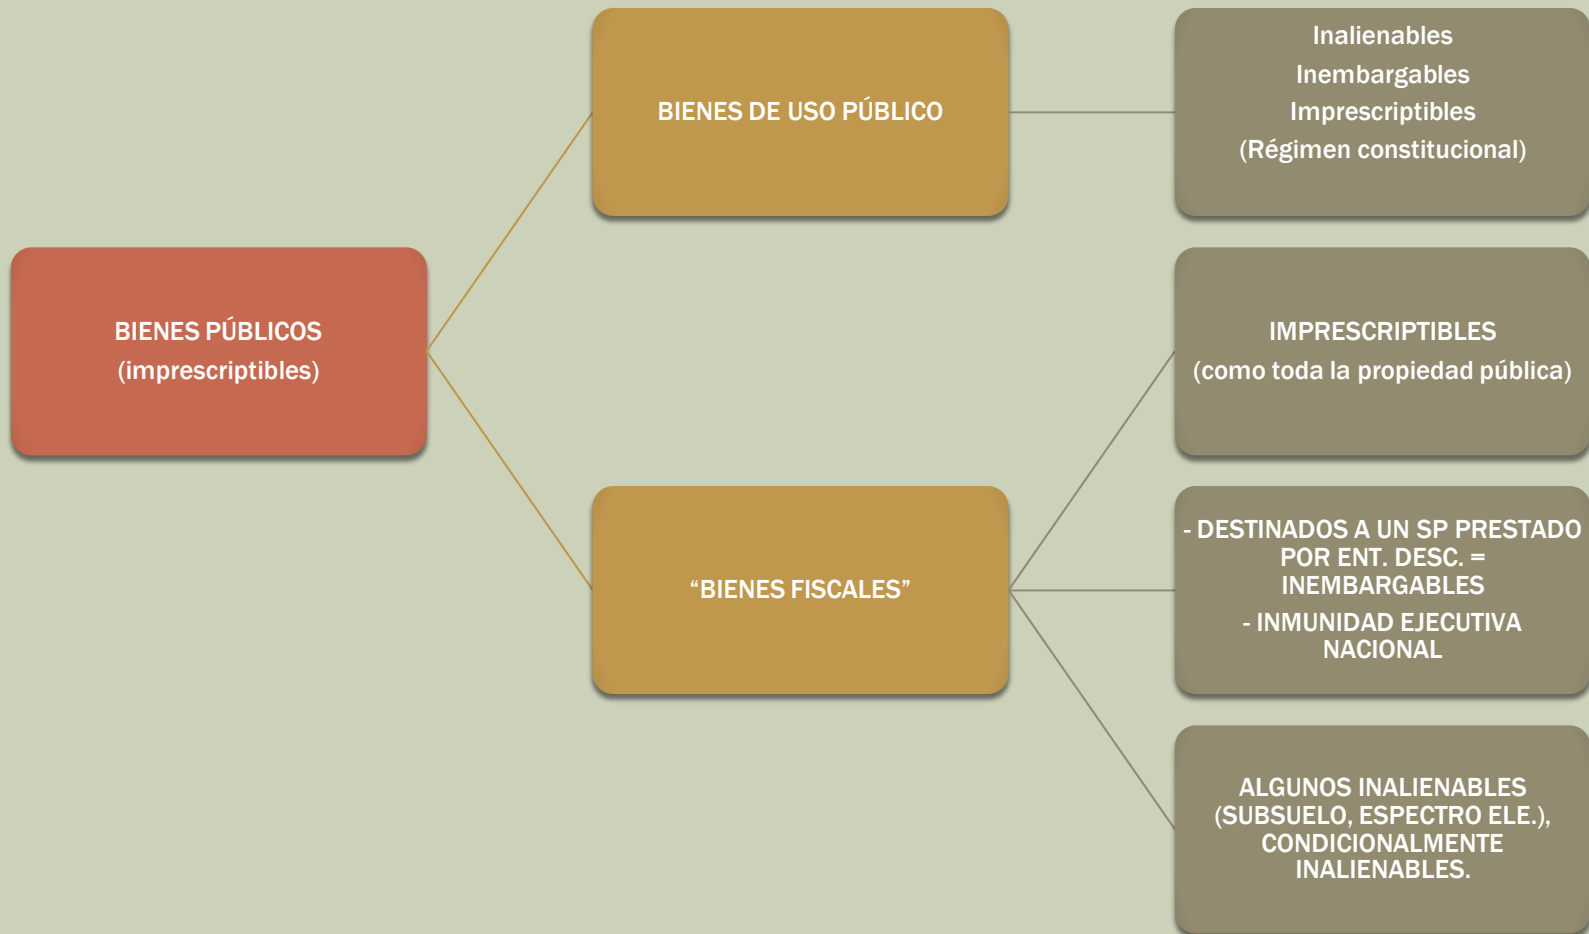 BIENES PÚBLICOS
(imprescriptibles)
BIENES DE USO PÚBLICO
Inalienables
Inembargables
Imprescriptibles
(Régimen constitucional)
“BIENES FISCALES”
IMPRESCRIPTIBLES
(como toda la propiedad pública)
- DESTINADOS A UN SP PRESTADO
POR ENT. DESC. =
INEMBARGABLES
- INMUNIDAD EJECUTIVA
NACIONAL
ALGUNOS INALIENABLES
(SUBSUELO, ESPECTRO ELE.),
CONDICIONALMENTE
INALIENABLES.